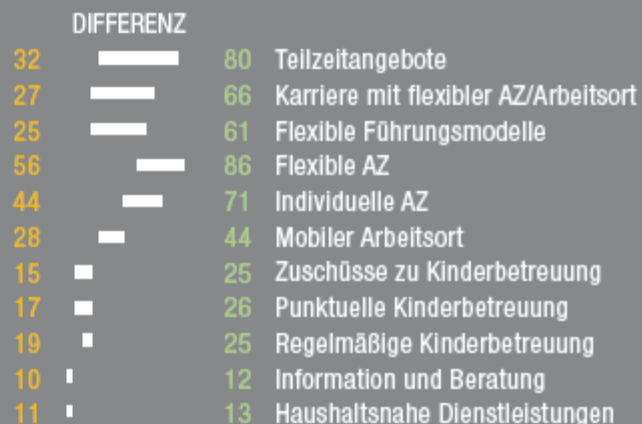 DIFFERENZ
32 80 Teilzeitangebote
27 66 Karriere mit flexibler AZ/Arbeitsort
25 61 Flexible Führungsmodelle
56 86 Flexible AZ
44 71 Individuelle AZ
28 44 Mobiler Arbeitsort
15 25 Zuschüsse zu Kinderbetreuung
17 26 Punktuelle Kinderbetreuung
19 25 Regelmäßige Kinderbetreuung
10 12 Information und Beratung
11 13 Haushaltsnahe Dienstleistungen